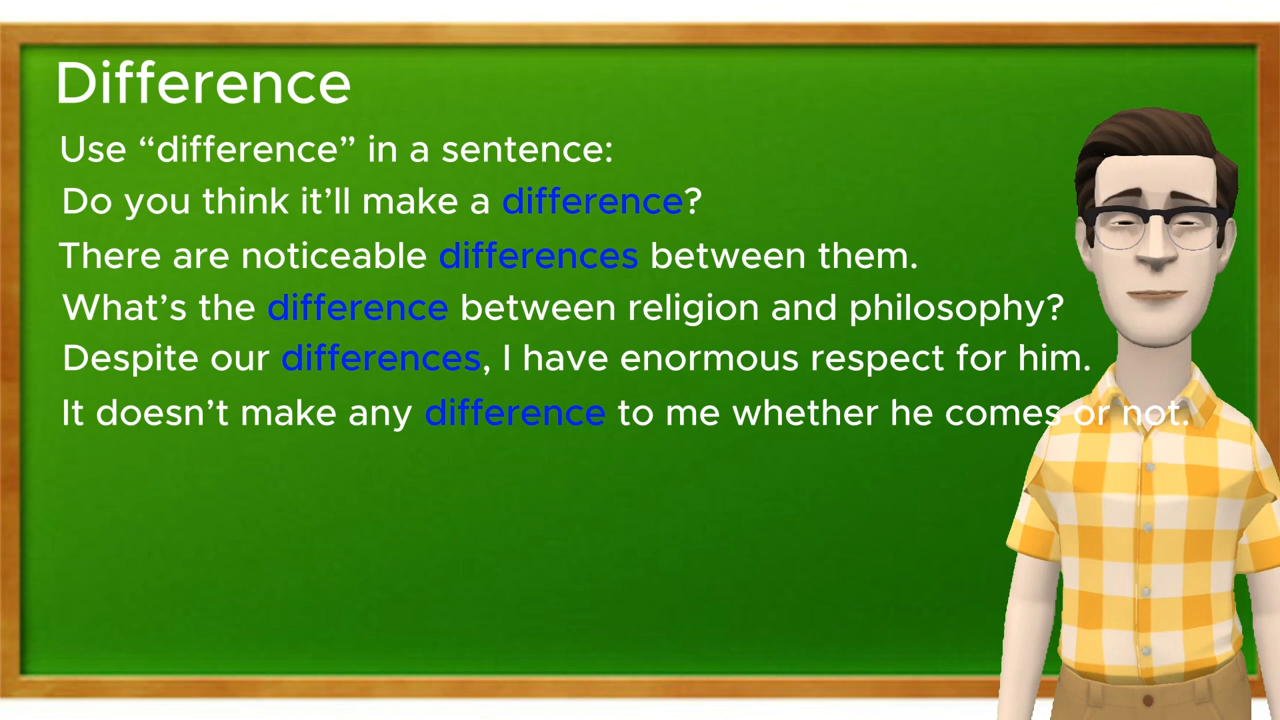 Difference
Use “difference” in a sentence:
Do you think it’ll make a difference?
There are noticeable differences between them.
What’s the difference between religion and philosophy?
Despite our differences, I have enormous respect for him.
It doesn’t make any difference to me whether he comes or not.